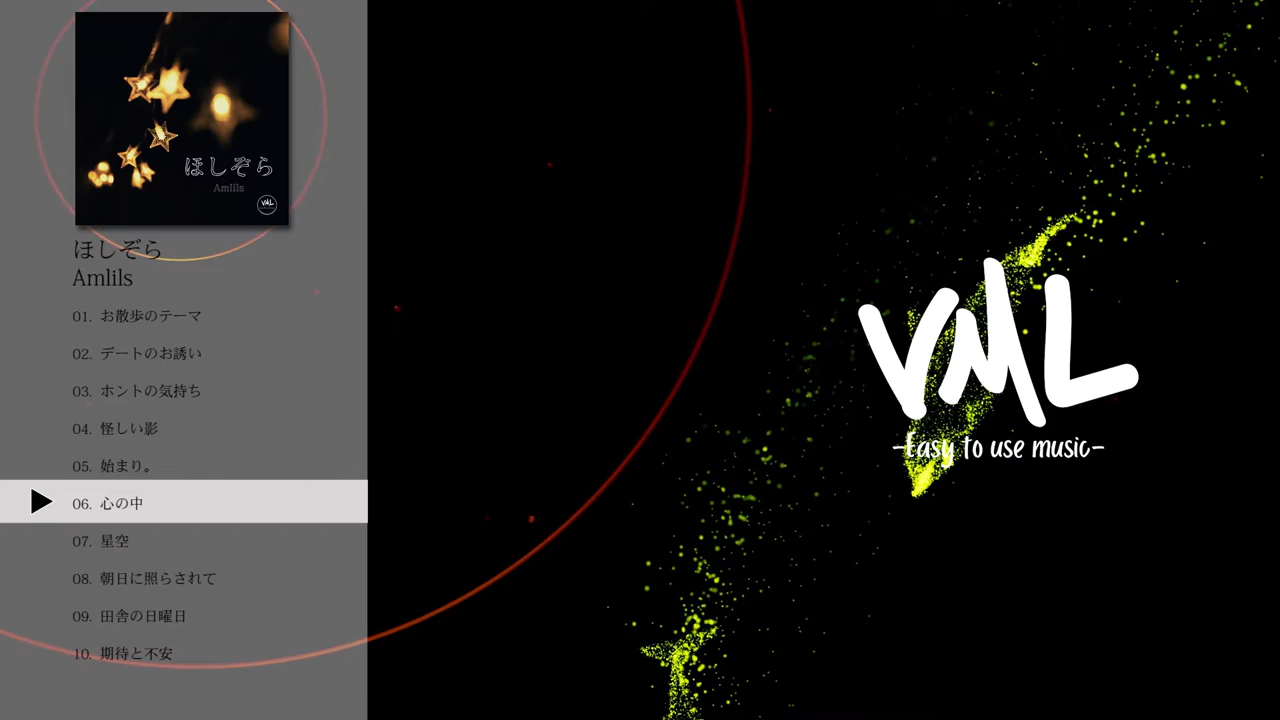 ほしぞら
Amlils
VML
ほしぞら
Amlils
01. お散歩のテーマ
02. デートのお誘い
03. ホントの気持ち
04. 怪しい影
05. 始まり。
06. 心の中
07. 星空
08. 朝日に照らされて
09. 田舎の日曜日
10. 期待と不安
VML
-Easy to use music-